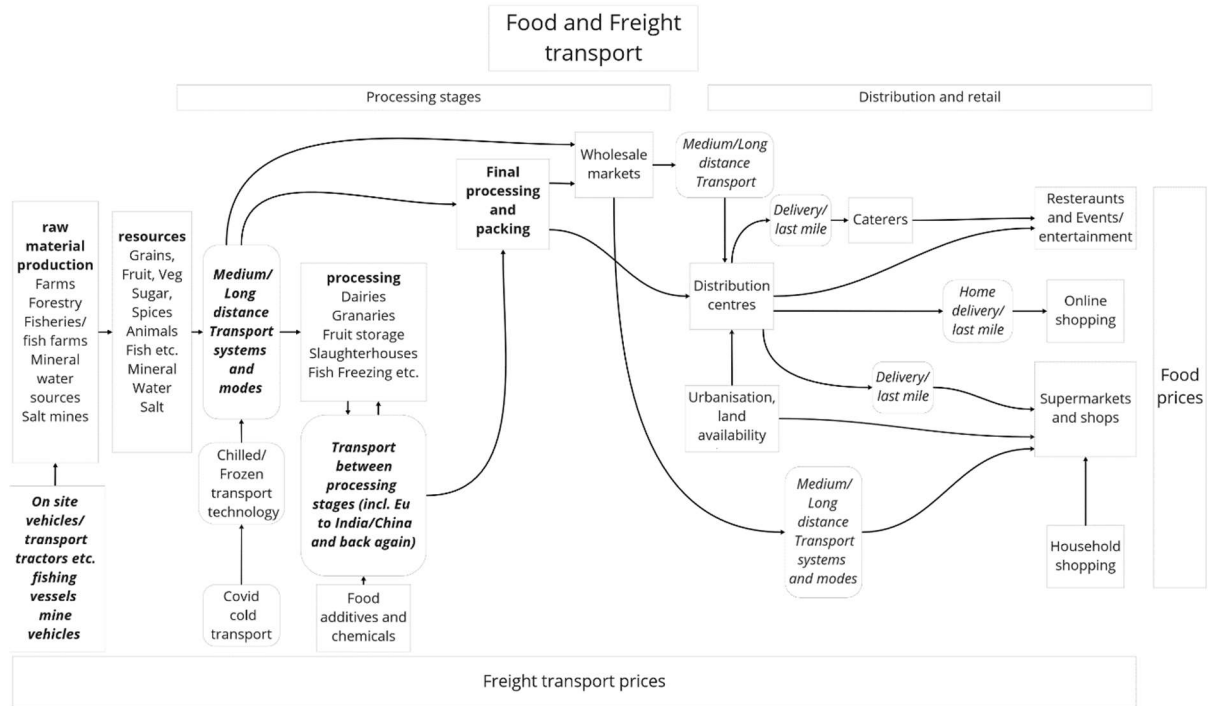 Food and Freight
transport
Processing stages
Distribution and retail
raw
material
production
Farms
Forestry
Fisheries/
fish farms
Mineral
water
sources
Salt mines
On site
vehicles/
transport
tractors etc.
fishing
vessels
mine
vehicles
resources
Grains,
Fruit, Veg
Sugar,
Spices
Animals
Fish etc.
Mineral
Water
Salt
Medium/
Long
distance
Transport
systems
and
modes
Chilled/
Frozen
transport
technology
Covid
cold
transport
processing
Dairies
Granaries
Fruit storage
Slaughterhouses
Fish Freezing etc.
Transport
between
processing
stages (incl. Eu
to India/China
and back again)
Food
additives and
chemicals
Final
processing
and
packing
Wholesale
markets
Medium/Long
distance
Transport
Distribution
centres
Urbanisation,
land
availability
Delivery/
last mile
Caterers
Resteraunts
and Events/
entertainment
Home
delivery/
last mile
Online
shopping
Delivery/
last mile
Supermarkets
and shops
Medium/
Long
distance
Transport
systems
and modes
Household
shopping
Food
prices
Freight transport prices